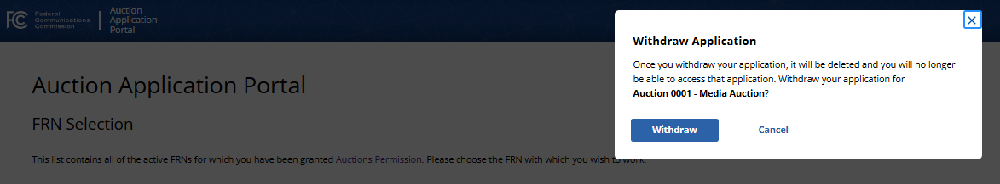 Federal
Communications
Commission
Auction
Application
Portal
Auction Application Portal
FRN Selection
This list contains all of the active FRNs for which you have been granted Auctions Permission. Please choose the FRN with which you wish to work.
Withdraw Application
Once you withdraw your application, it will be deleted and you will no longer
be able to access that application. Withdraw your application for
Auction 0001 - Media Auction?
Withdraw
Cancel